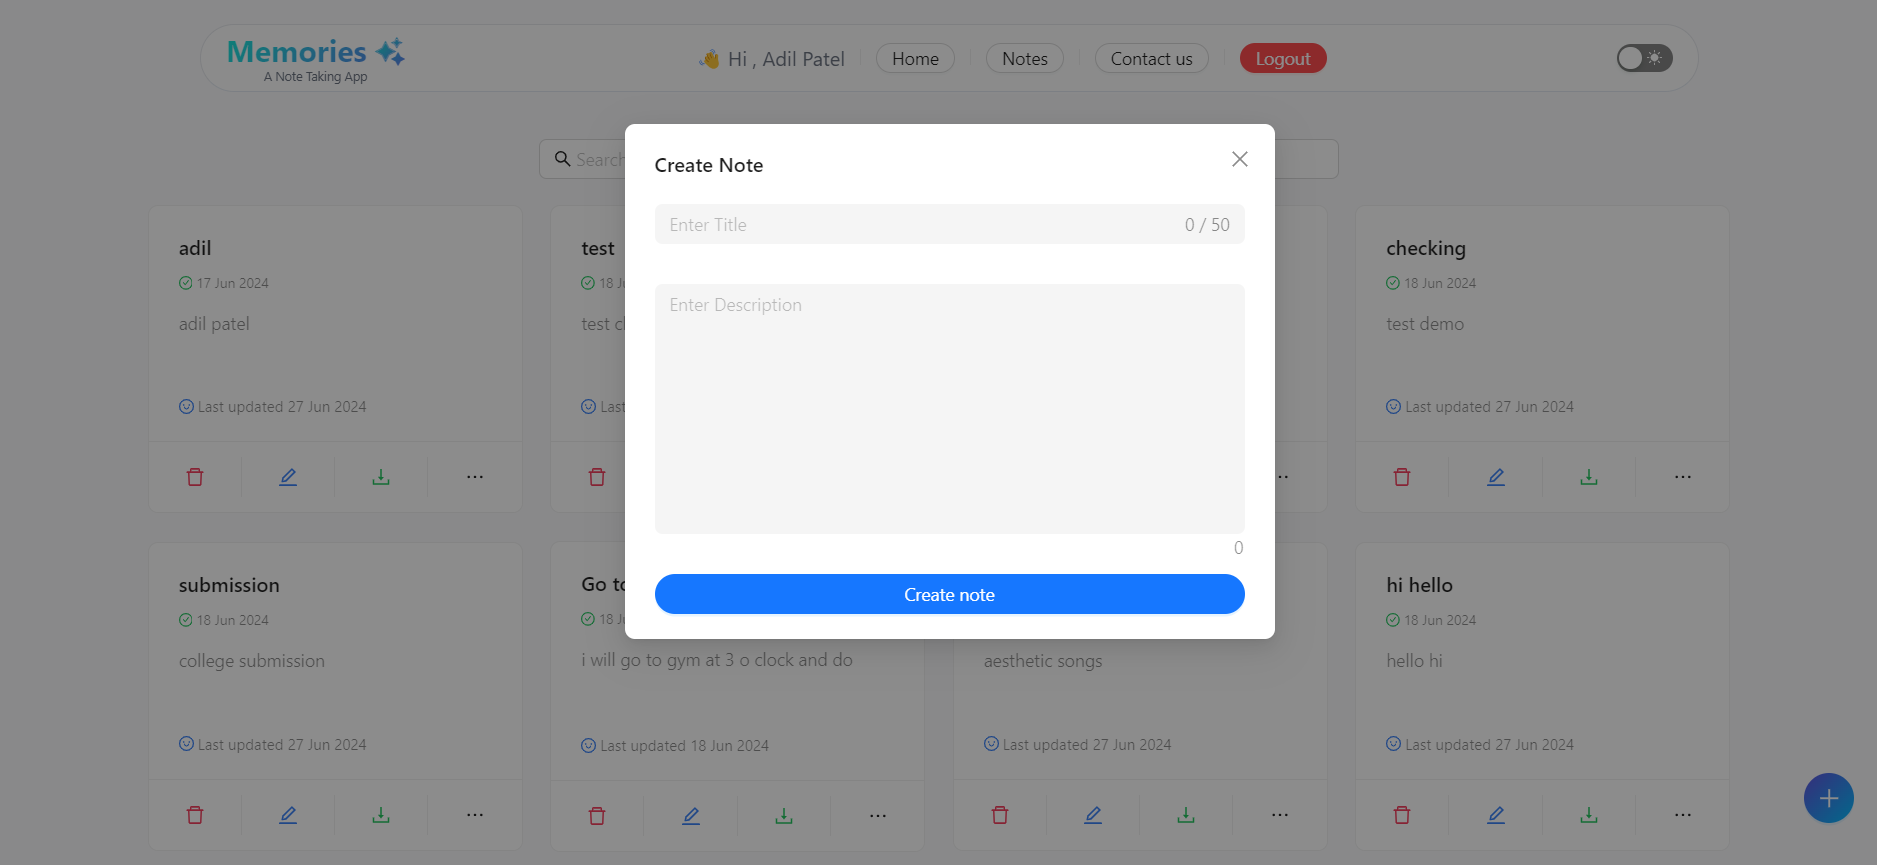 Memories
A Note Taking App
👋 Hi , Adil Patel
Home
Notes
Contact us
Logout
Search
Create Note
Enter Title
0 / 50
Enter Description
0
Create note
adil
17 Jun 2024
adil patel
Last updated 27 Jun 2024
test
18
test
Last
checking
18 Jun 2024
test demo
Last updated 27 Jun 2024
submission
18 Jun 2024
college submission
Last updated 27 Jun 2024
Go to
18
i will go to gym at 3 o clock and do
Last updated 18 Jun 2024
aesthetic songs
Last updated 27 Jun 2024
hi hello
18 Jun 2024
hello hi
Last updated 27 Jun 2024